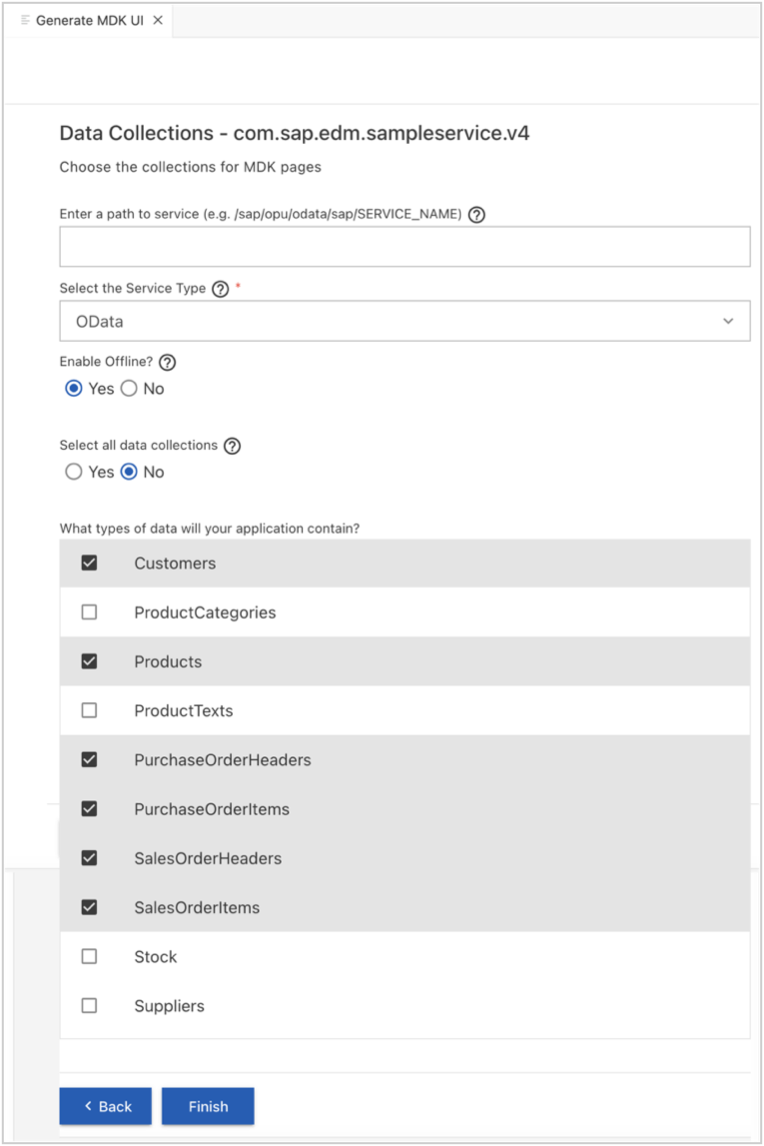 Generate MDK UI
Data Collections - com.sap.edm.sampleservice.v4
Choose the collections for MDK pages
Enter a path to service (e.g. /sap/opu/odata/sap/SERVICE_NAME) ?
Select the Service Type ? *
OData
Enable Offline? ?
Yes No
Select all data collections ?
Yes No
What types of data will your application contain?
Customers
ProductCategories
Products
ProductTexts
PurchaseOrderHeaders
PurchaseOrderItems
SalesOrderHeaders
SalesOrderItems
Stock
Suppliers
< Back Finish